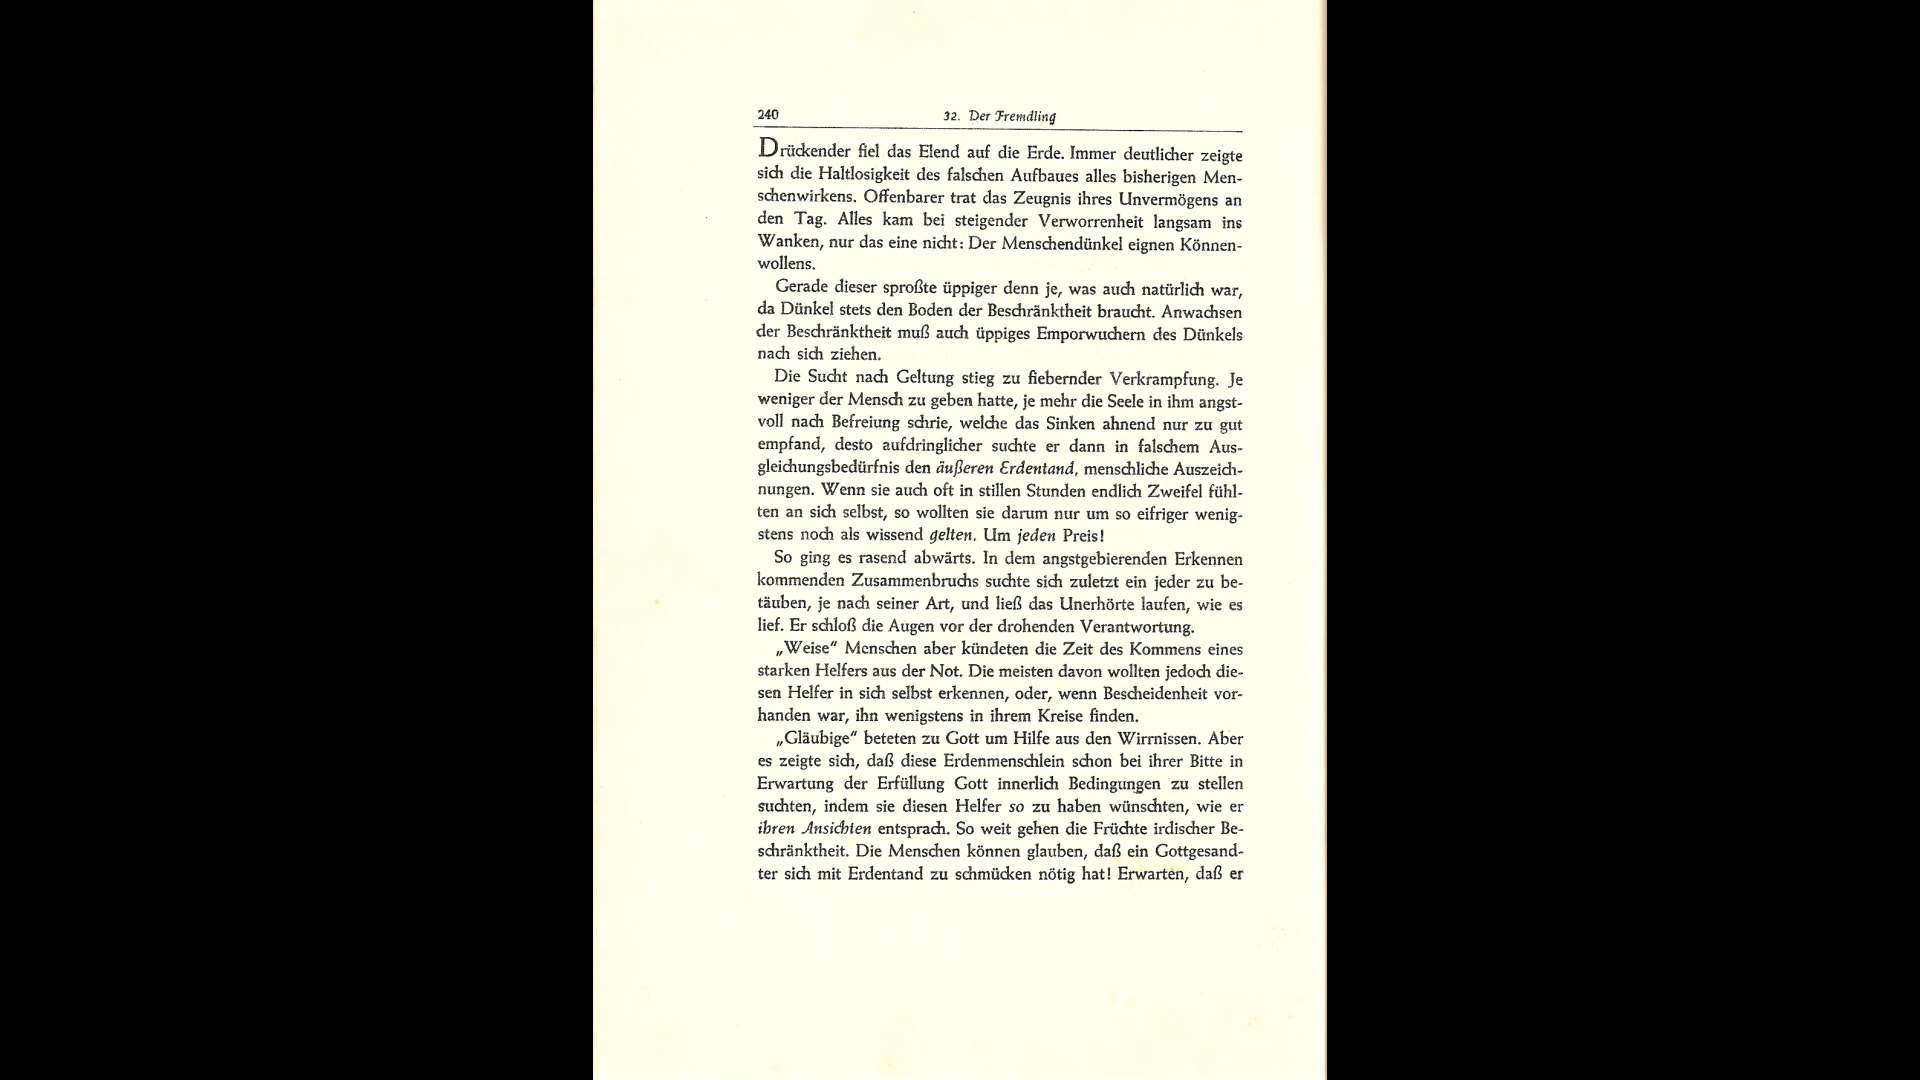 240
32. Der Fremdling
Drückender fiel das Elend auf die Erde. Immer deutlicher zeigte
sich die Haltlosigkeit des falschen Aufbaues alles bisherigen Men-
schenwirkens. Offenbarer trat das Zeugnis ihres Unvermögens an
den Tag. Alles kam bei steigender Verworrenheit langsam ins
Wanken, nur das eine nicht: Der Menschendünkel eignen Können-
wollens.
Gerade dieser sproßte üppiger denn je, was auch natürlich war,
da Dünkel stets den Boden der Beschränktheit braucht. Anwachsen
der Beschränktheit muß auch üppiges Emporwuchern des Dünkels
nach sich ziehen.
Die Sucht nach Geltung stieg zu fiebernder Verkrampfung. Je
weniger der Mensch zu geben hatte, je mehr die Seele in ihm angst-
voll nach Befreiung schrie, welche das Sinken ahnend nur zu gut
empfand, desto aufdringlicher suchte er dann in falschem Aus-
gleichungsbedürfnis den äußeren Erdentand, menschliche Auszeich-
nungen. Wenn sie auch oft in stillen Stunden endlich Zweifel fühl-
ten an sich selbst, so wollten sie darum nur um so eifriger wenig-
stens noch als wissend gelten. Um jeden Preis!
So ging es rasend abwärts. In dem angstgebierenden Erkennen
kommenden Zusammenbruchs suchte sich zuletzt ein jeder zu be-
täuben, je nach seiner Art, und ließ das Unerhörte laufen, wie es
lief. Er schloß die Augen vor der drohenden Verantwortung.
„Weise“ Menschen aber kündeten die Zeit des Kommens eines
starken Helfers aus der Not. Die meisten davon wollten jedoch die-
sen Helfer in sich selbst erkennen, oder, wenn Bescheidenheit vor-
handen war, ihn wenigstens in ihrem Kreise finden.
„Gläubige“ beteten zu Gott um Hilfe aus den Wirrnissen. Aber
es zeigte sich, daß diese Erdenmenschlein schon bei ihrer Bitte in
Erwartung der Erfüllung Gott innerlich Bedingungen zu stellen
suchten, indem sie diesen Helfer so zu haben wünschten, wie er
ihren Ansichten entsprach. So weit gehen die Früchte irdischer Be-
schränktheit. Die Menschen können glauben, daß ein Gottgesand-
ter sich mit Erdentand zu schmücken nötig hat! Erwarten, daß er